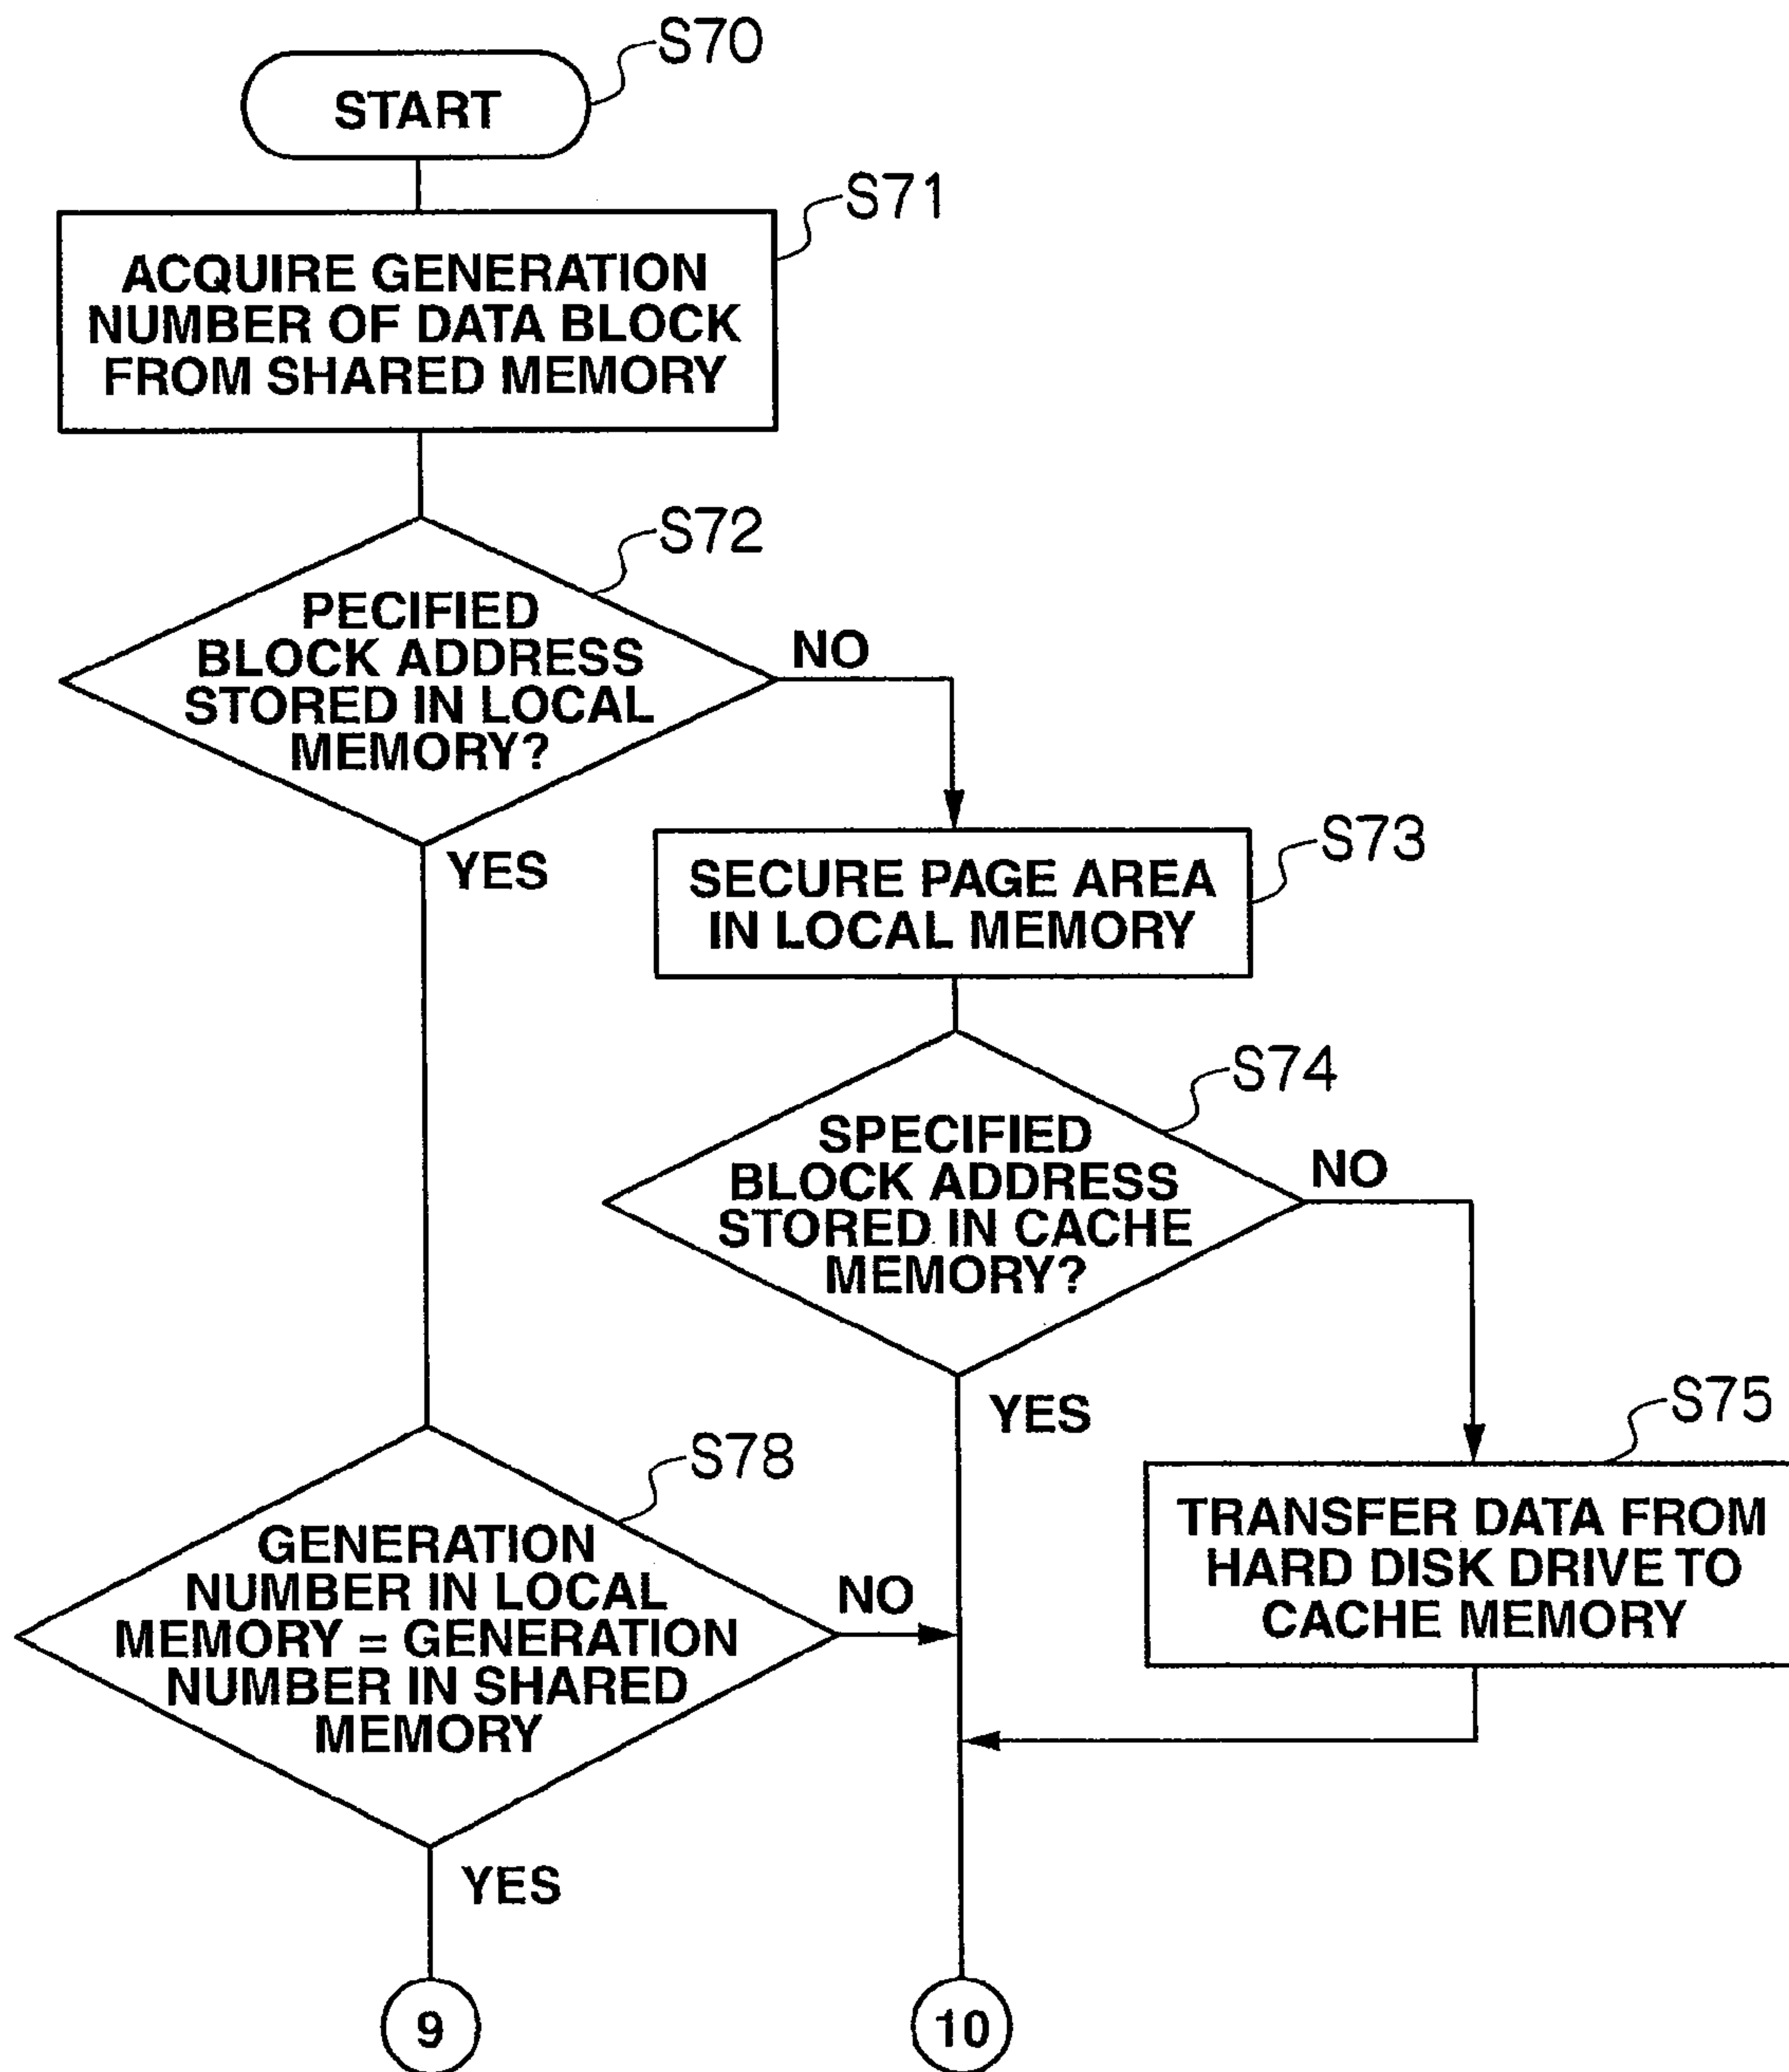 S70
START
S71
ACQUIRE GENERATION
NUMBER OF DATA BLOCK
FROM SHARED MEMORY
S72
PECIFIED
BLOCK ADDRESS
STORED IN LOCAL
MEMORY?
NO
YES
S73
SECURE PAGE AREA
IN LOCAL MEMORY
S74
SPECIFIED
BLOCK ADDRESS
STORED IN CACHE
MEMORY?
NO
YES
S75
TRANSFER DATA FROM
HARD DISK DRIVE TO
CACHE MEMORY
S78
GENERATION
NUMBER IN LOCAL
MEMORY = GENERATION
NUMBER IN SHARED
MEMORY
NO
YES
9
10